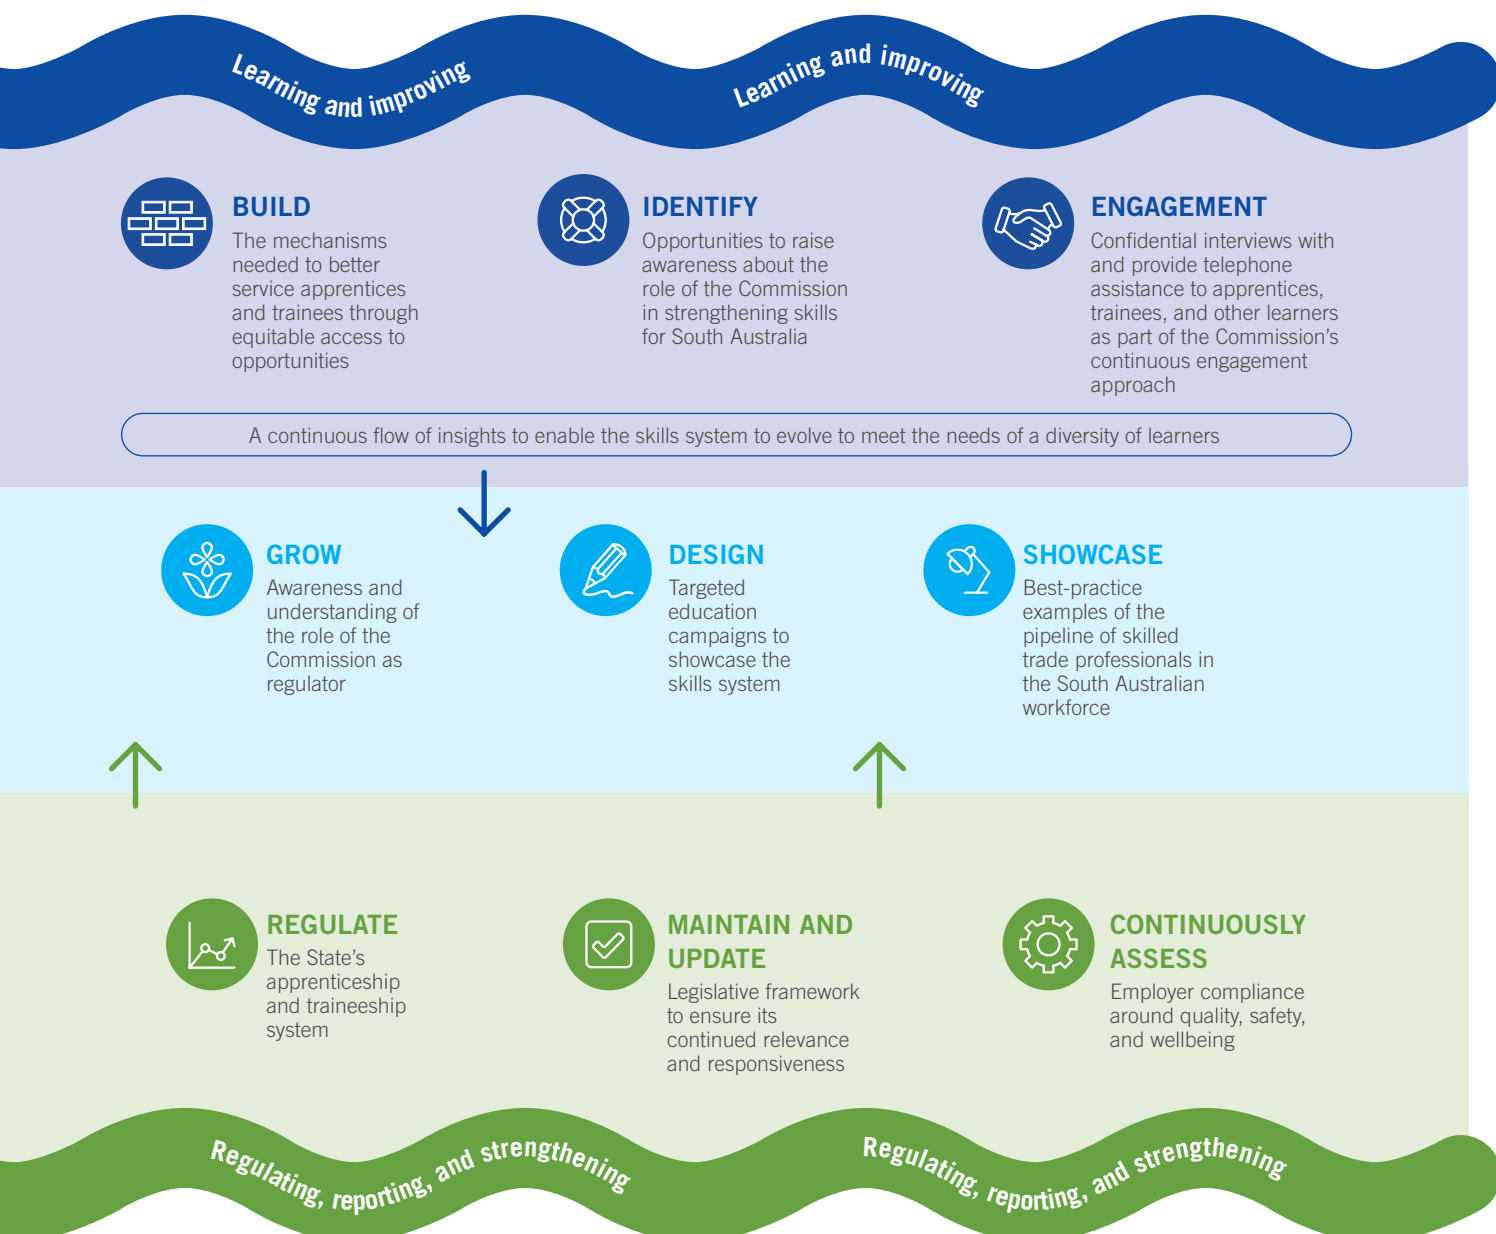 Learning and improving
Learning and improving
BUILD
The mechanisms
needed to better
service apprentices
and trainees through
equitable access to
opportunities
IDENTIFY
Opportunities to raise
awareness about the
role of the Commission
in strengthening skills
for South Australia
ENGAGEMENT
Confidential interviews with
and provide telephone
assistance to apprentices,
trainees, and other learners
as part of the Commission’s
continuous engagement
approach
A continuous flow of insights to enable the skills system to evolve to meet the needs of a diversity of learners
GROW
Awareness and
understanding of
the role of the
Commission as
regulator
DESIGN
Targeted
education
campaigns to
showcase the
skills system
SHOWCASE
Best-practice
examples of the
pipeline of skilled
trade professionals in
the South Australian
workforce
REGULATE
The State’s
apprenticeship
and traineeship
system
MAINTAIN AND
UPDATE
Legislative framework
to ensure its
continued relevance
and responsiveness
CONTINUOUSLY
ASSESS
Employer compliance
around quality, safety,
and wellbeing
Regulating, reporting, and strengthening
Regulating, reporting, and strengthening